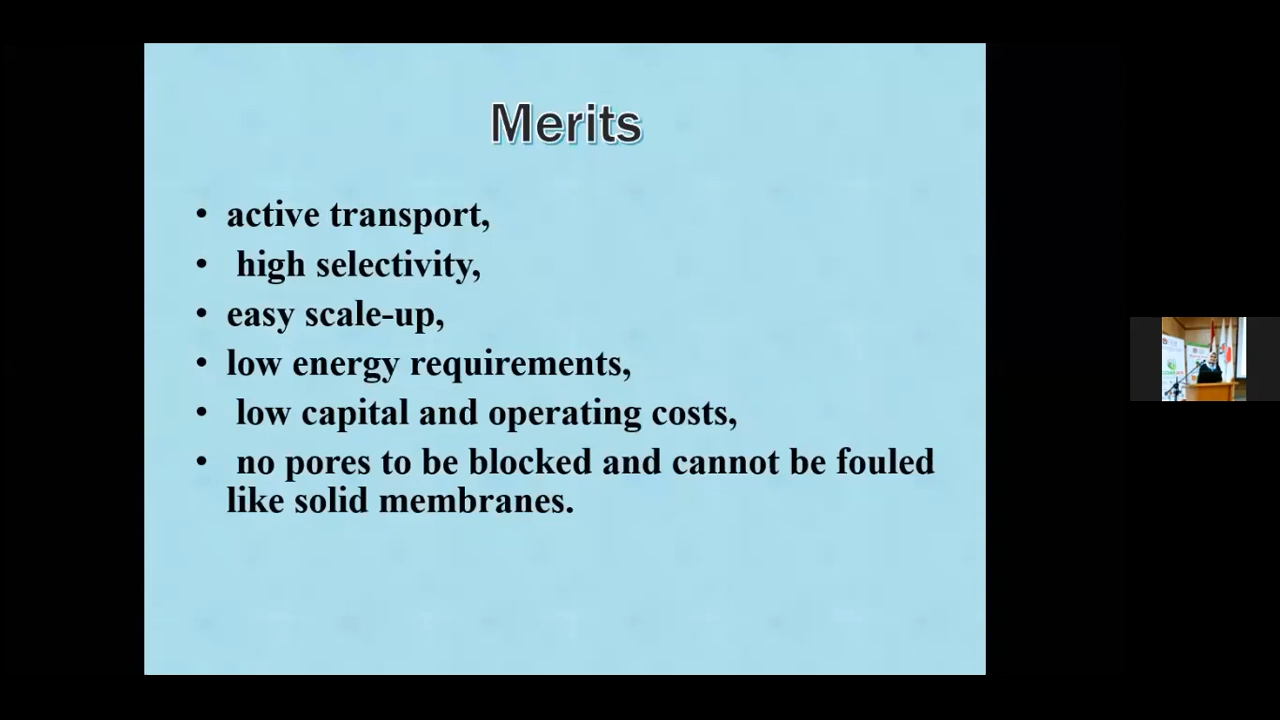 Merits
• active transport,
• high selectivity,
• easy scale-up,
• low energy requirements,
• low capital and operating costs,
• no pores to be blocked and cannot be fouled
like solid membranes.